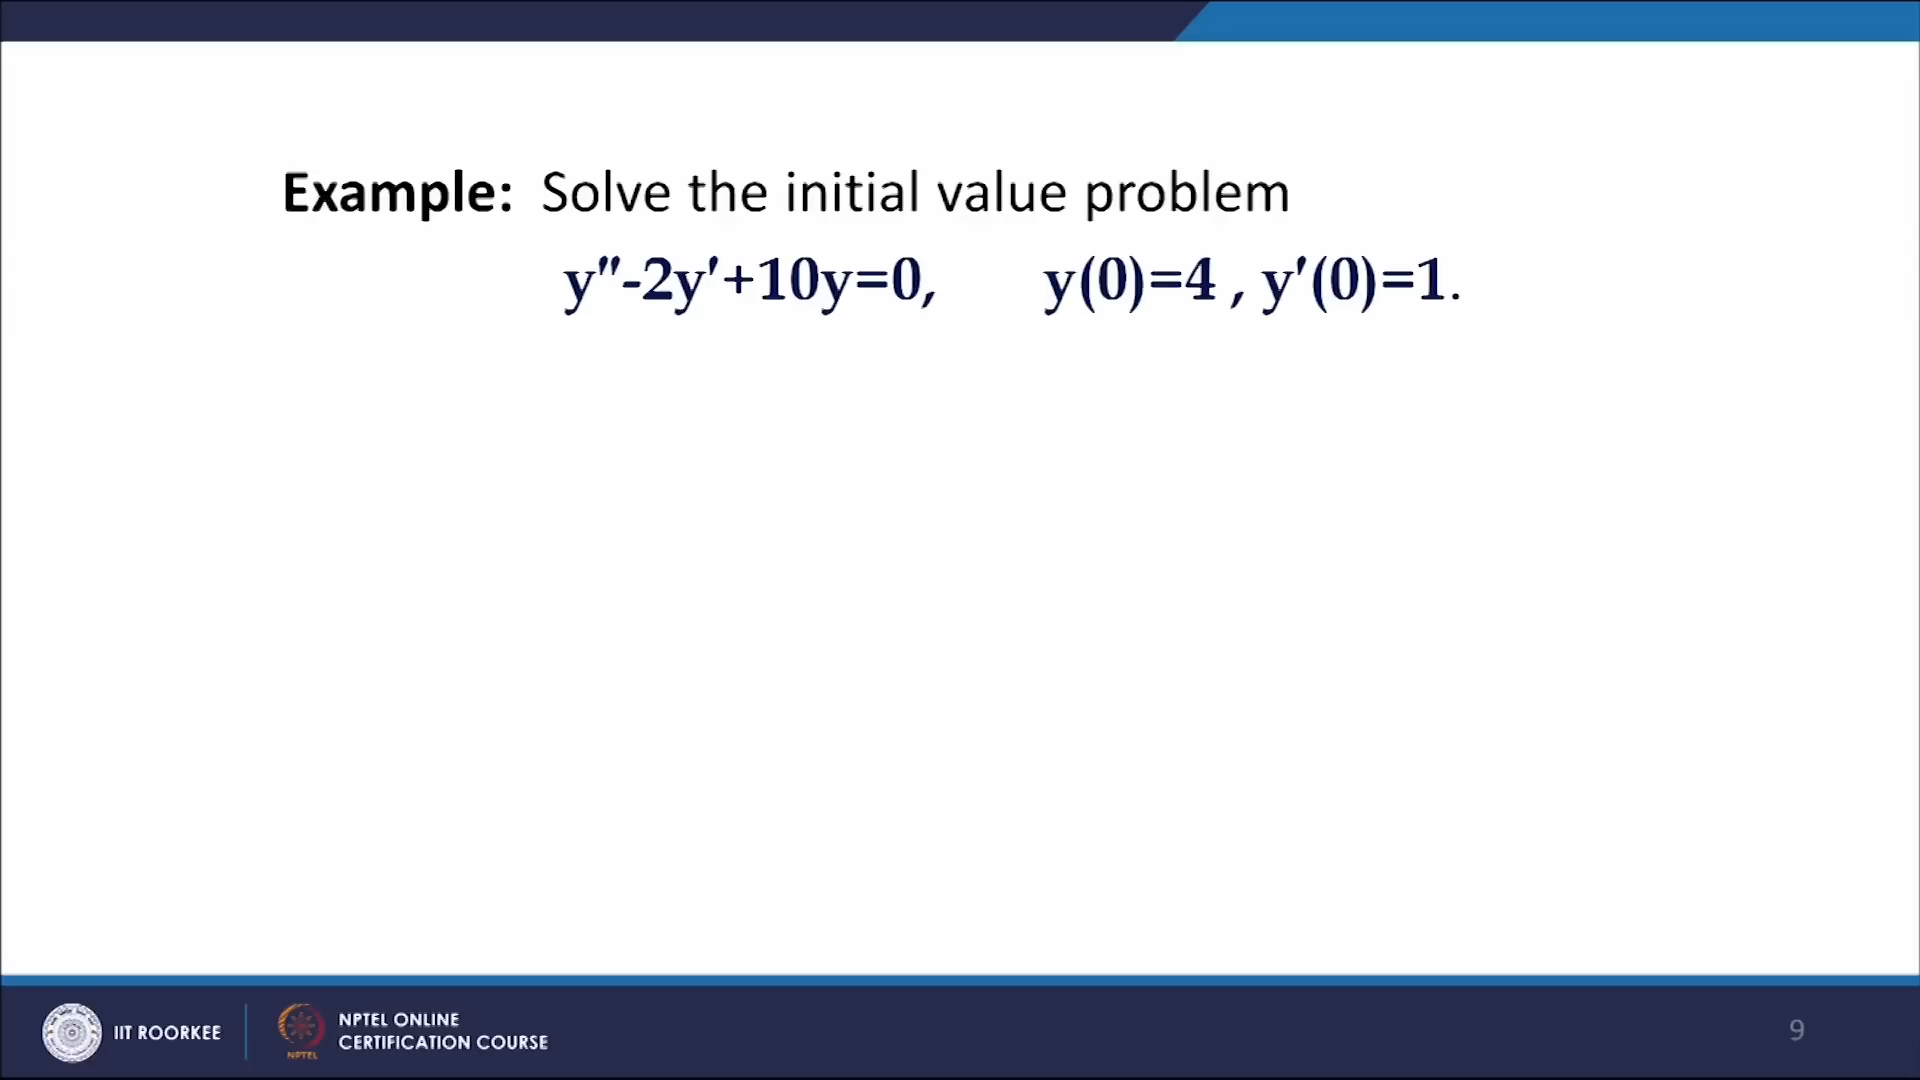 Example: Solve the initial value problem
y″-2y′+10y=0, y(0)=4 , y′(0)=1.
IIT ROORKEE
NPTEL
NPTEL ONLINE
CERTIFICATION COURSE
9